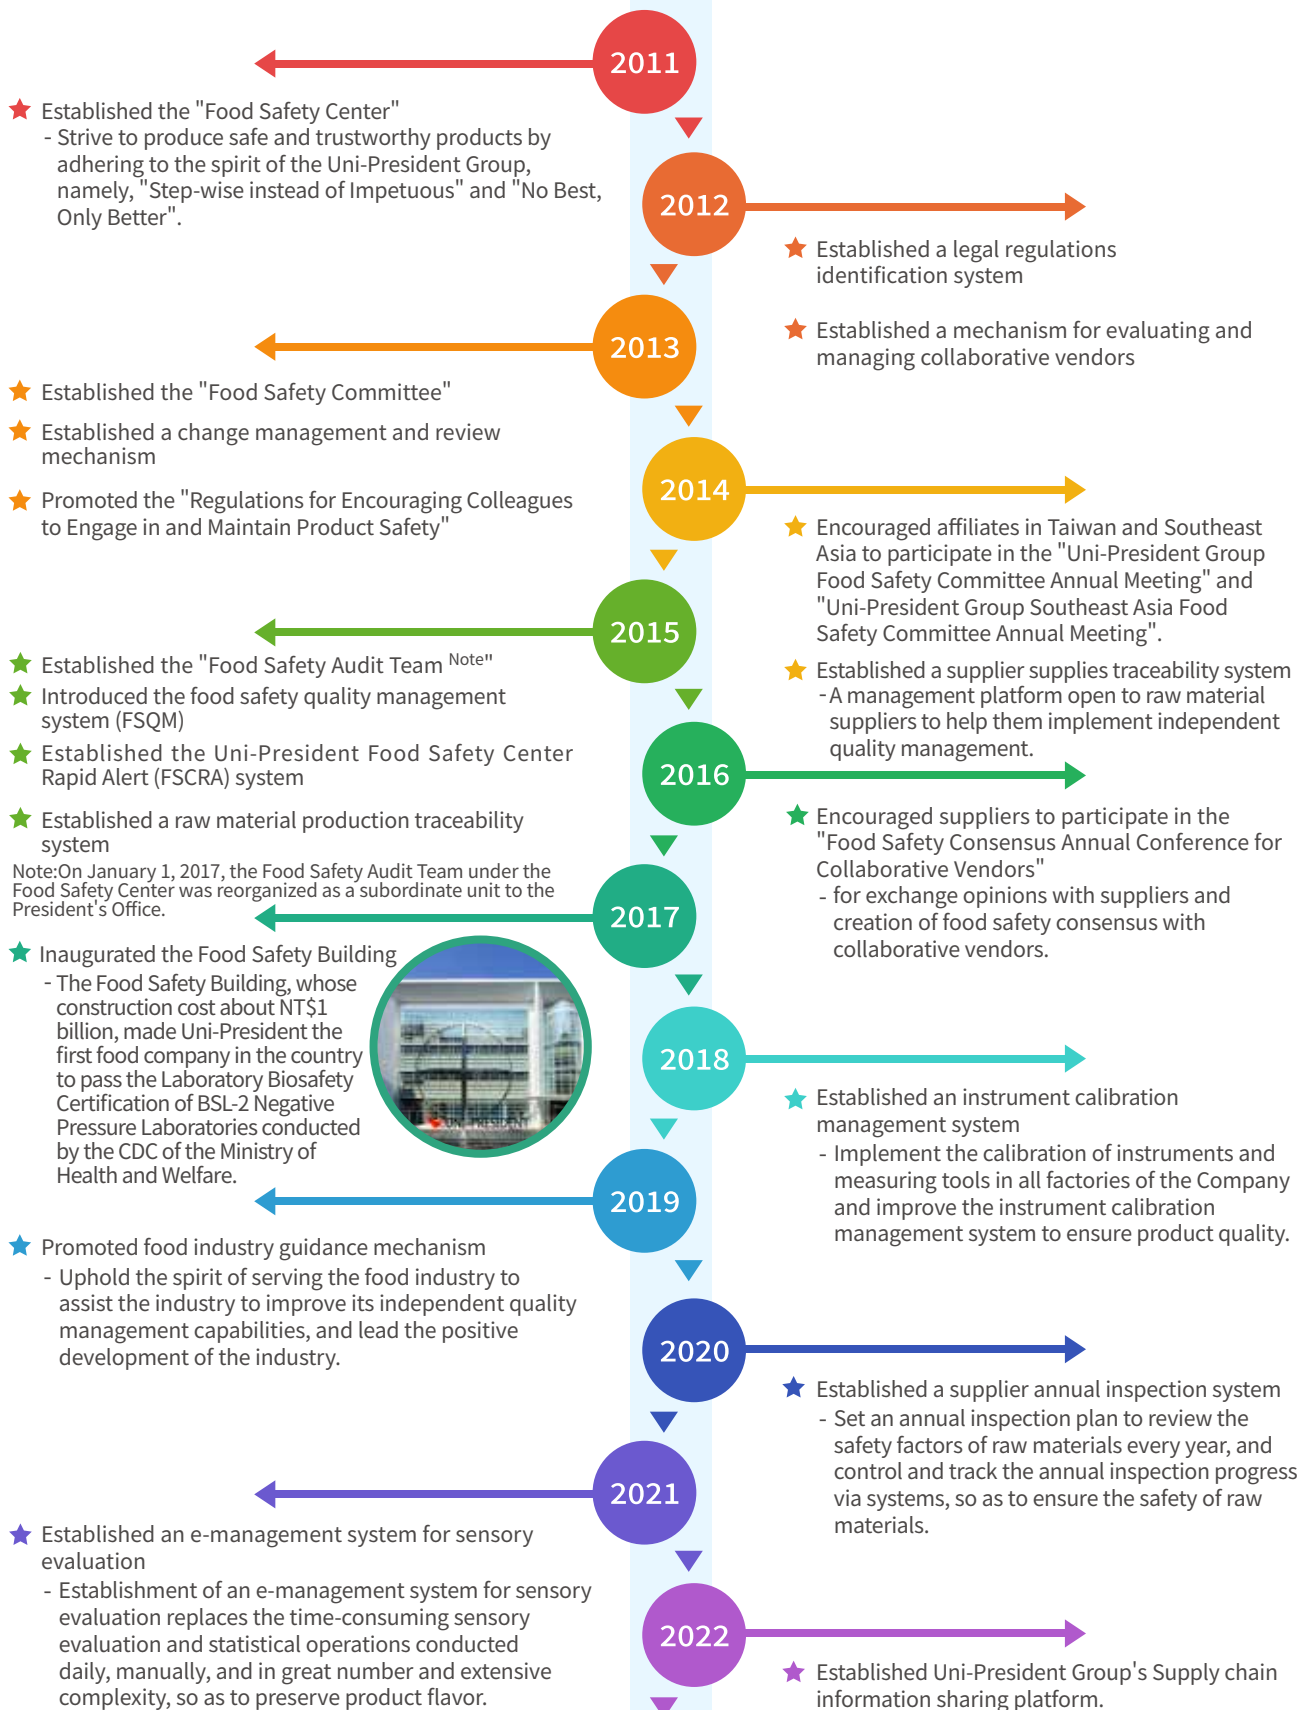 2011
★ Established the "Food Safety Center"
- Strive to produce safe and trustworthy products by
adhering to the spirit of the Uni-President Group,
namely, "Step-wise instead of Impetuous" and "No Best,
Only Better".
2012
★ Established a legal regulations
identification system
★ Established a mechanism for evaluating and
managing collaborative vendors
2013
★ Established the "Food Safety Committee"
★ Established a change management and review
mechanism
★ Promoted the "Regulations for Encouraging Colleagues
to Engage in and Maintain Product Safety"
2014
★ Encouraged affiliates in Taiwan and Southeast
Asia to participate in the "Uni-President Group
Food Safety Committee Annual Meeting" and
"Uni-President Group Southeast Asia Food
Safety Committee Annual Meeting".
★ Established a supplier supplies traceability system
-A management platform open to raw material
suppliers to help them implement independent
quality management.
2015
★ Established the "Food Safety Audit Team Note"
★ Introduced the food safety quality management
system (FSQM)
★ Established the Uni-President Food Safety Center
Rapid Alert (FSCRA) system
★ Established a raw material production traceability
system
Note:On January 1, 2017, the Food Safety Audit Team under the
Food Safety Center was reorganized as a subordinate unit to the
President's Office.
2016
★ Encouraged suppliers to participate in the
"Food Safety Consensus Annual Conference for
Collaborative Vendors"
- for exchange opinions with suppliers and
creation of food safety consensus with
collaborative vendors.
2017
★ Inaugurated the Food Safety Building
- The Food Safety Building, whose
construction cost about NT$1
billion, made Uni-President the
first food company in the country
to pass the Laboratory Biosafety
Certification of BSL-2 Negative
Pressure Laboratories conducted
by the CDC of the Ministry of
Health and Welfare.
UNI-PRESIDENT
2018
★ Established an instrument calibration
management system
- Implement the calibration of instruments and
measuring tools in all factories of the Company
and improve the instrument calibration
management system to ensure product quality.
2019
★ Promoted food industry guidance mechanism
- Uphold the spirit of serving the food industry to
assist the industry to improve its independent quality
management capabilities, and lead the positive
development of the industry.
2020
★ Established a supplier annual inspection system
- Set an annual inspection plan to review the
safety factors of raw materials every year, and
control and track the annual inspection progress
via systems, so as to ensure the safety of raw
materials.
2021
★ Established an e-management system for sensory
evaluation
- Establishment of an e-management system for sensory
evaluation replaces the time-consuming sensory
evaluation and statistical operations conducted
daily, manually, and in great number and extensive
complexity, so as to preserve product flavor.
2022
★ Established Uni-President Group's Supply chain
information sharing platform.